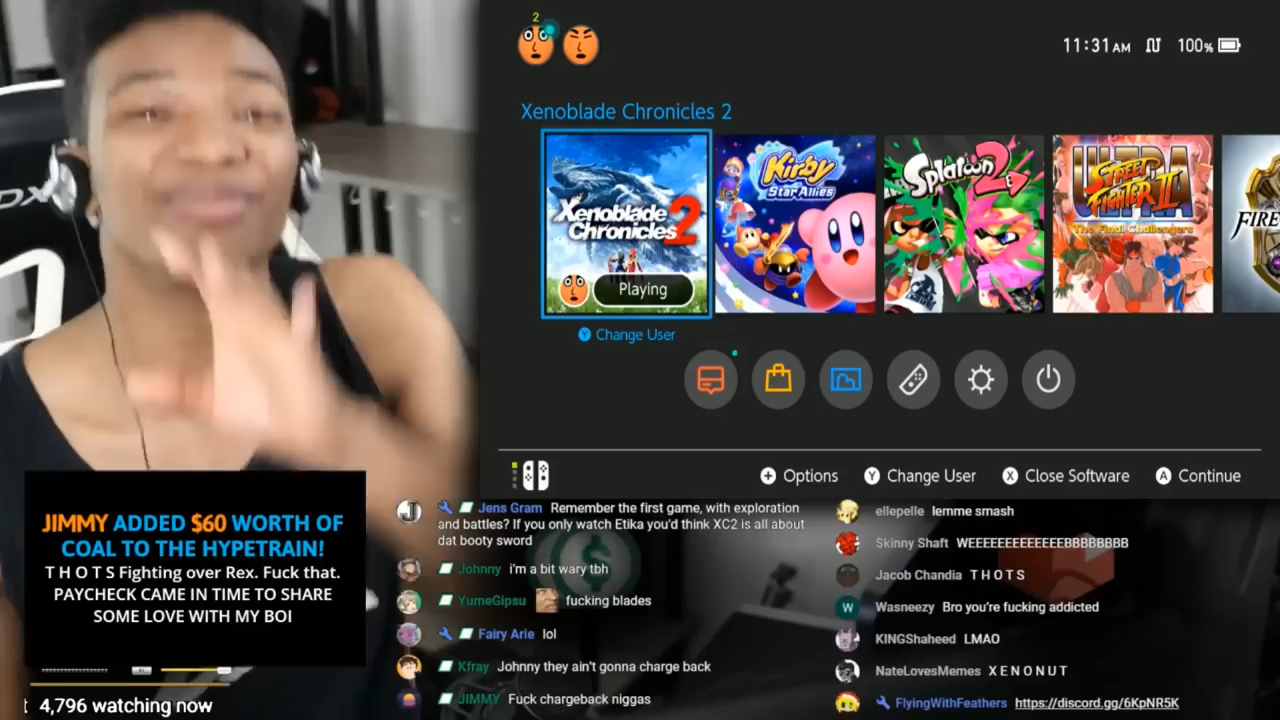 2
11:31 AM 100%
Xenoblade Chronicles 2
Xenoblade
Chronicles 2
Playing
Kirby
Star Allies
Splatoon 2
ULTRA
STREET
FIGHTER II
The Final Challengers
FIRE
Y Change User
+ Options Y Change User X Close Software A Continue
DX
JIMMY ADDED $60 WORTH OF
COAL TO THE HYPETRAIN!
T H O T S Fighting over Rex. Fuck that.
PAYCHECK CAME IN TIME TO SHARE
SOME LOVE WITH MY BOI
4,796 watching now
J Jens Gram Remember the first game, with exploration
and battles? If you only watch Etika you'd think XC2 is all about
dat booty sword
Johnny i'm a bit wary tbh
YumeGipsu fucking blades
Fairy Arie lol
Kfray Johnny they ain't gonna charge back
JIMMY Fuck chargeback niggas
$
ellepelle lemme smash
Skinny Shaft WEEEEEEEEEEEEEBBBBBBBB
Jacob Chandia T H O T S
W Wasneezy Bro you're fucking addicted
KINGShaheed LMAO
NateLovesMemes X E N O N U T
FlyingWithFeathers https://discord.gg/6KpNR5K